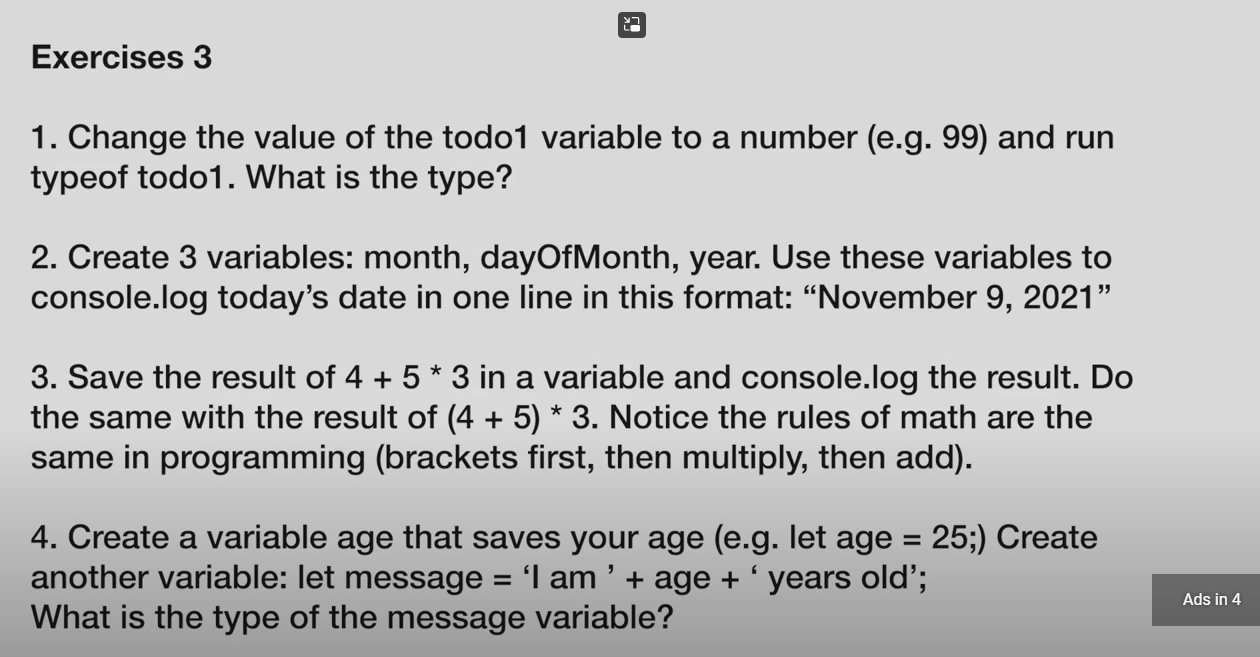 Exercises 3
1. Change the value of the todo1 variable to a number (e.g. 99) and run
typeof todo1. What is the type?
2. Create 3 variables: month, dayOfMonth, year. Use these variables to
console.log today’s date in one line in this format: “November 9, 2021”
3. Save the result of 4 + 5 * 3 in a variable and console.log the result. Do
the same with the result of (4 + 5) * 3. Notice the rules of math are the
same in programming (brackets first, then multiply, then add).
4. Create a variable age that saves your age (e.g. let age = 25;) Create
another variable: let message = ‘I am ’ + age + ‘ years old’;
What is the type of the message variable?
Ads in 4